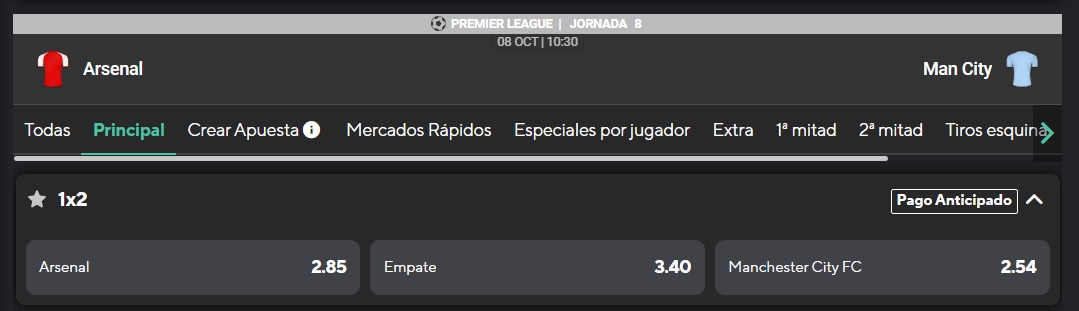 PREMIER LEAGUE | JORNADA 8
08 OCT | 10:30
Arsenal Man City
Todas Principal Crear Apuesta i Mercados Rápidos Especiales por jugador Extra 1ª mitad 2ª mitad Tiros esquina
1x2 Pago Anticipado
Arsenal 2.85 Empate 3.40 Manchester City FC 2.54